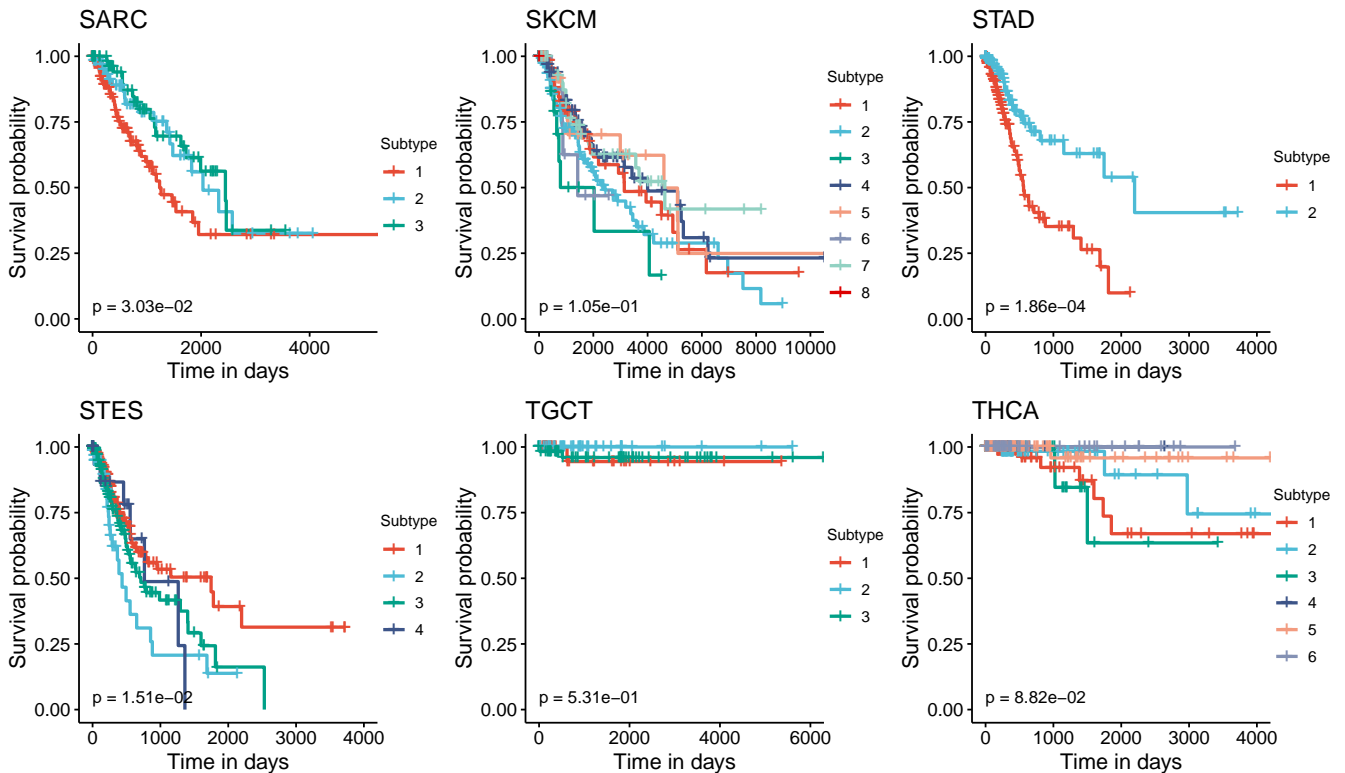 SARC
Survival probability
1.00
0.75
0.50
0.25
0.00
p = 3.03e−02
0 2000 4000
Time in days
Subtype
1
2
3
SKCM
Survival probability
1.00
0.75
0.50
0.25
0.00
p = 1.05e−01
0 2000 4000 6000 8000 10000
Time in days
Subtype
1
2
3
4
5
6
7
8
STAD
Survival probability
1.00
0.75
0.50
0.25
0.00
p = 1.86e−04
0 1000 2000 3000 4000
Time in days
Subtype
1
2
STES
Survival probability
1.00
0.75
0.50
0.25
0.00
p = 1.51e−02
0 1000 2000 3000 4000
Time in days
Subtype
1
2
3
4
TGCT
Survival probability
1.00
0.75
0.50
0.25
0.00
p = 5.31e−01
0 2000 4000 6000
Time in days
Subtype
1
2
3
THCA
Survival probability
1.00
0.75
0.50
0.25
0.00
p = 8.82e−02
0 1000 2000 3000 4000
Time in days
Subtype
1
2
3
4
5
6